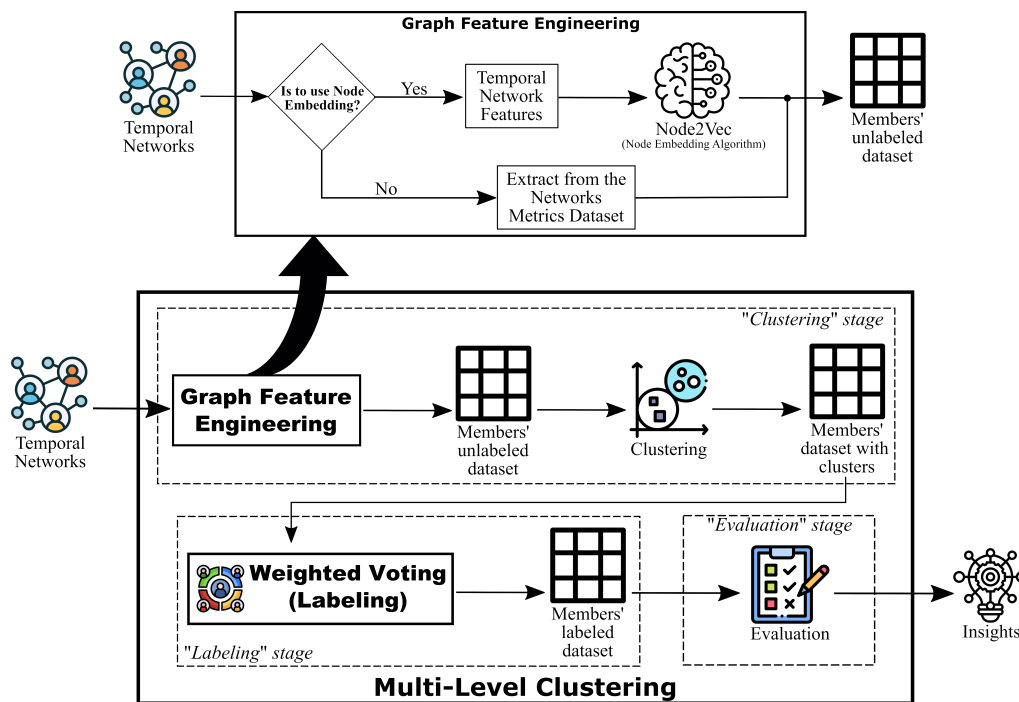 Graph Feature Engineering
Temporal
Networks
Is to use Node
Embedding?
Yes
Temporal
Network
Features
Node2Vec
(Node Embedding Algorithm)
Members'
unlabeled
dataset
No
Extract from the
Networks
Metrics Dataset
"Clustering" stage
Temporal
Networks
Graph Feature
Engineering
Members'
unlabeled
dataset
Clustering
Members'
dataset with
clusters
"Labeling" stage
Weighted Voting
(Labeling)
Members'
labeled
dataset
"Evaluation" stage
Evaluation
Insights
Multi-Level Clustering